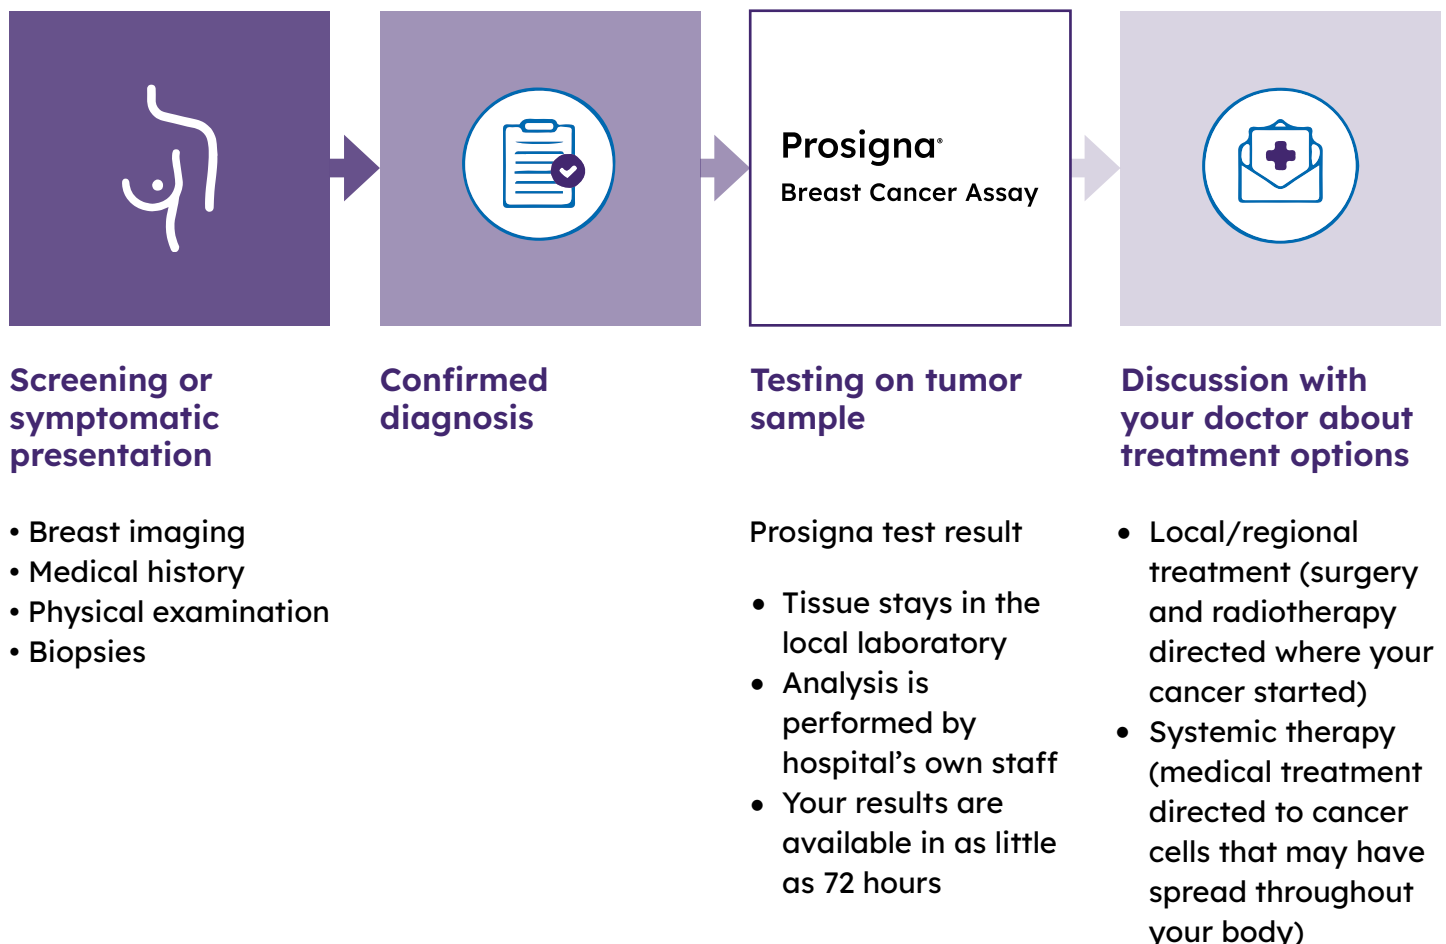 Prosigna®
Breast Cancer Assay
Screening or
symptomatic
presentation
• Breast imaging
• Medical history
• Physical examination
• Biopsies
Confirmed
diagnosis
Testing on tumor
sample
Prosigna test result
• Tissue stays in the
local laboratory
• Analysis is
performed by
hospital’s own staff
• Your results are
available in as little
as 72 hours
Discussion with
your doctor about
treatment options
• Local/regional
treatment (surgery
and radiotherapy
directed where your
cancer started)
• Systemic therapy
(medical treatment
directed to cancer
cells that may have
spread throughout
your body)